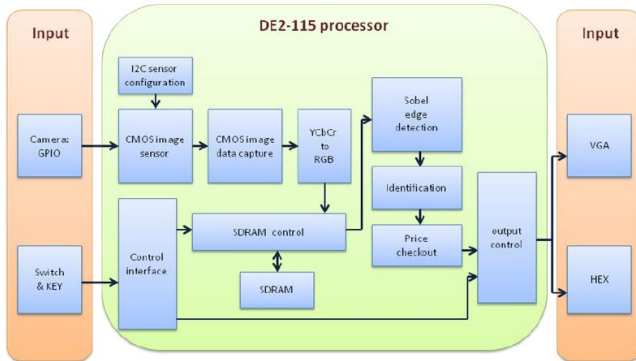 Input
DE2-115 processor
Input
I2C sensor
configuration
Camera:
GPIO
CMOS image
sensor
CMOS image
data capture
YCbCr
to
RGB
Sobel
edge
detection
VGA
Identification
Switch
& KEY
Control
interface
SDRAM control
SDRAM
Price
checkout
output
control
HEX